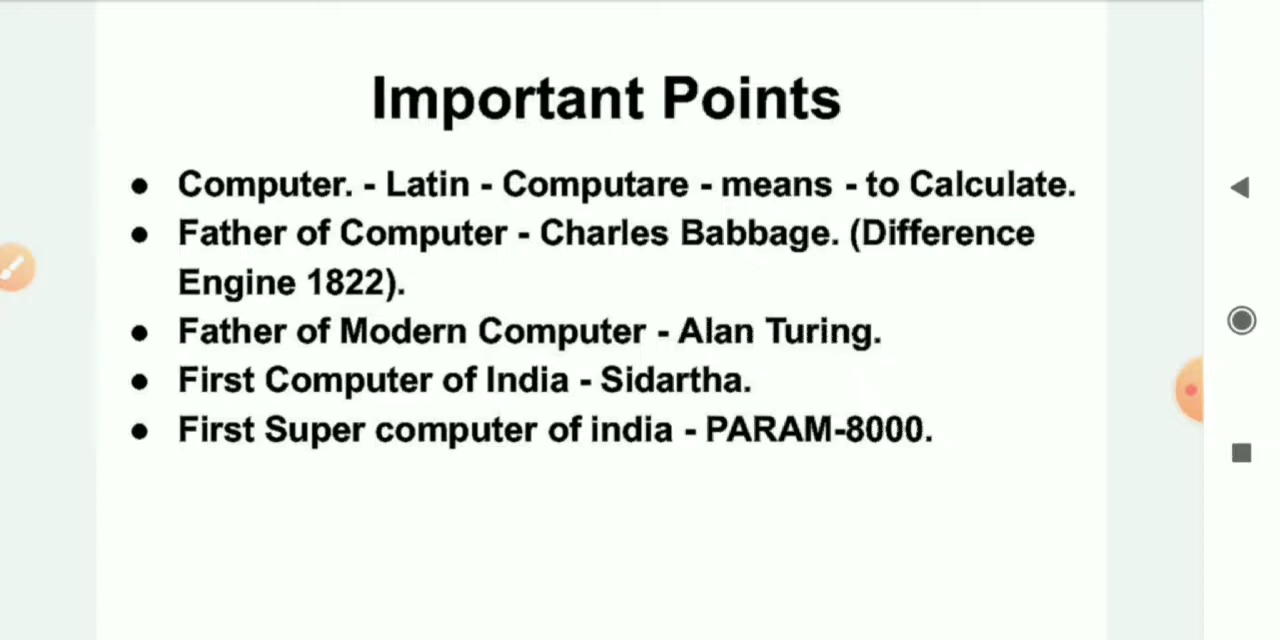 Important Points
● Computer. - Latin - Computare - means - to Calculate.
● Father of Computer - Charles Babbage. (Difference
Engine 1822).
● Father of Modern Computer - Alan Turing.
● First Computer of India - Sidartha.
● First Super computer of india - PARAM-8000.